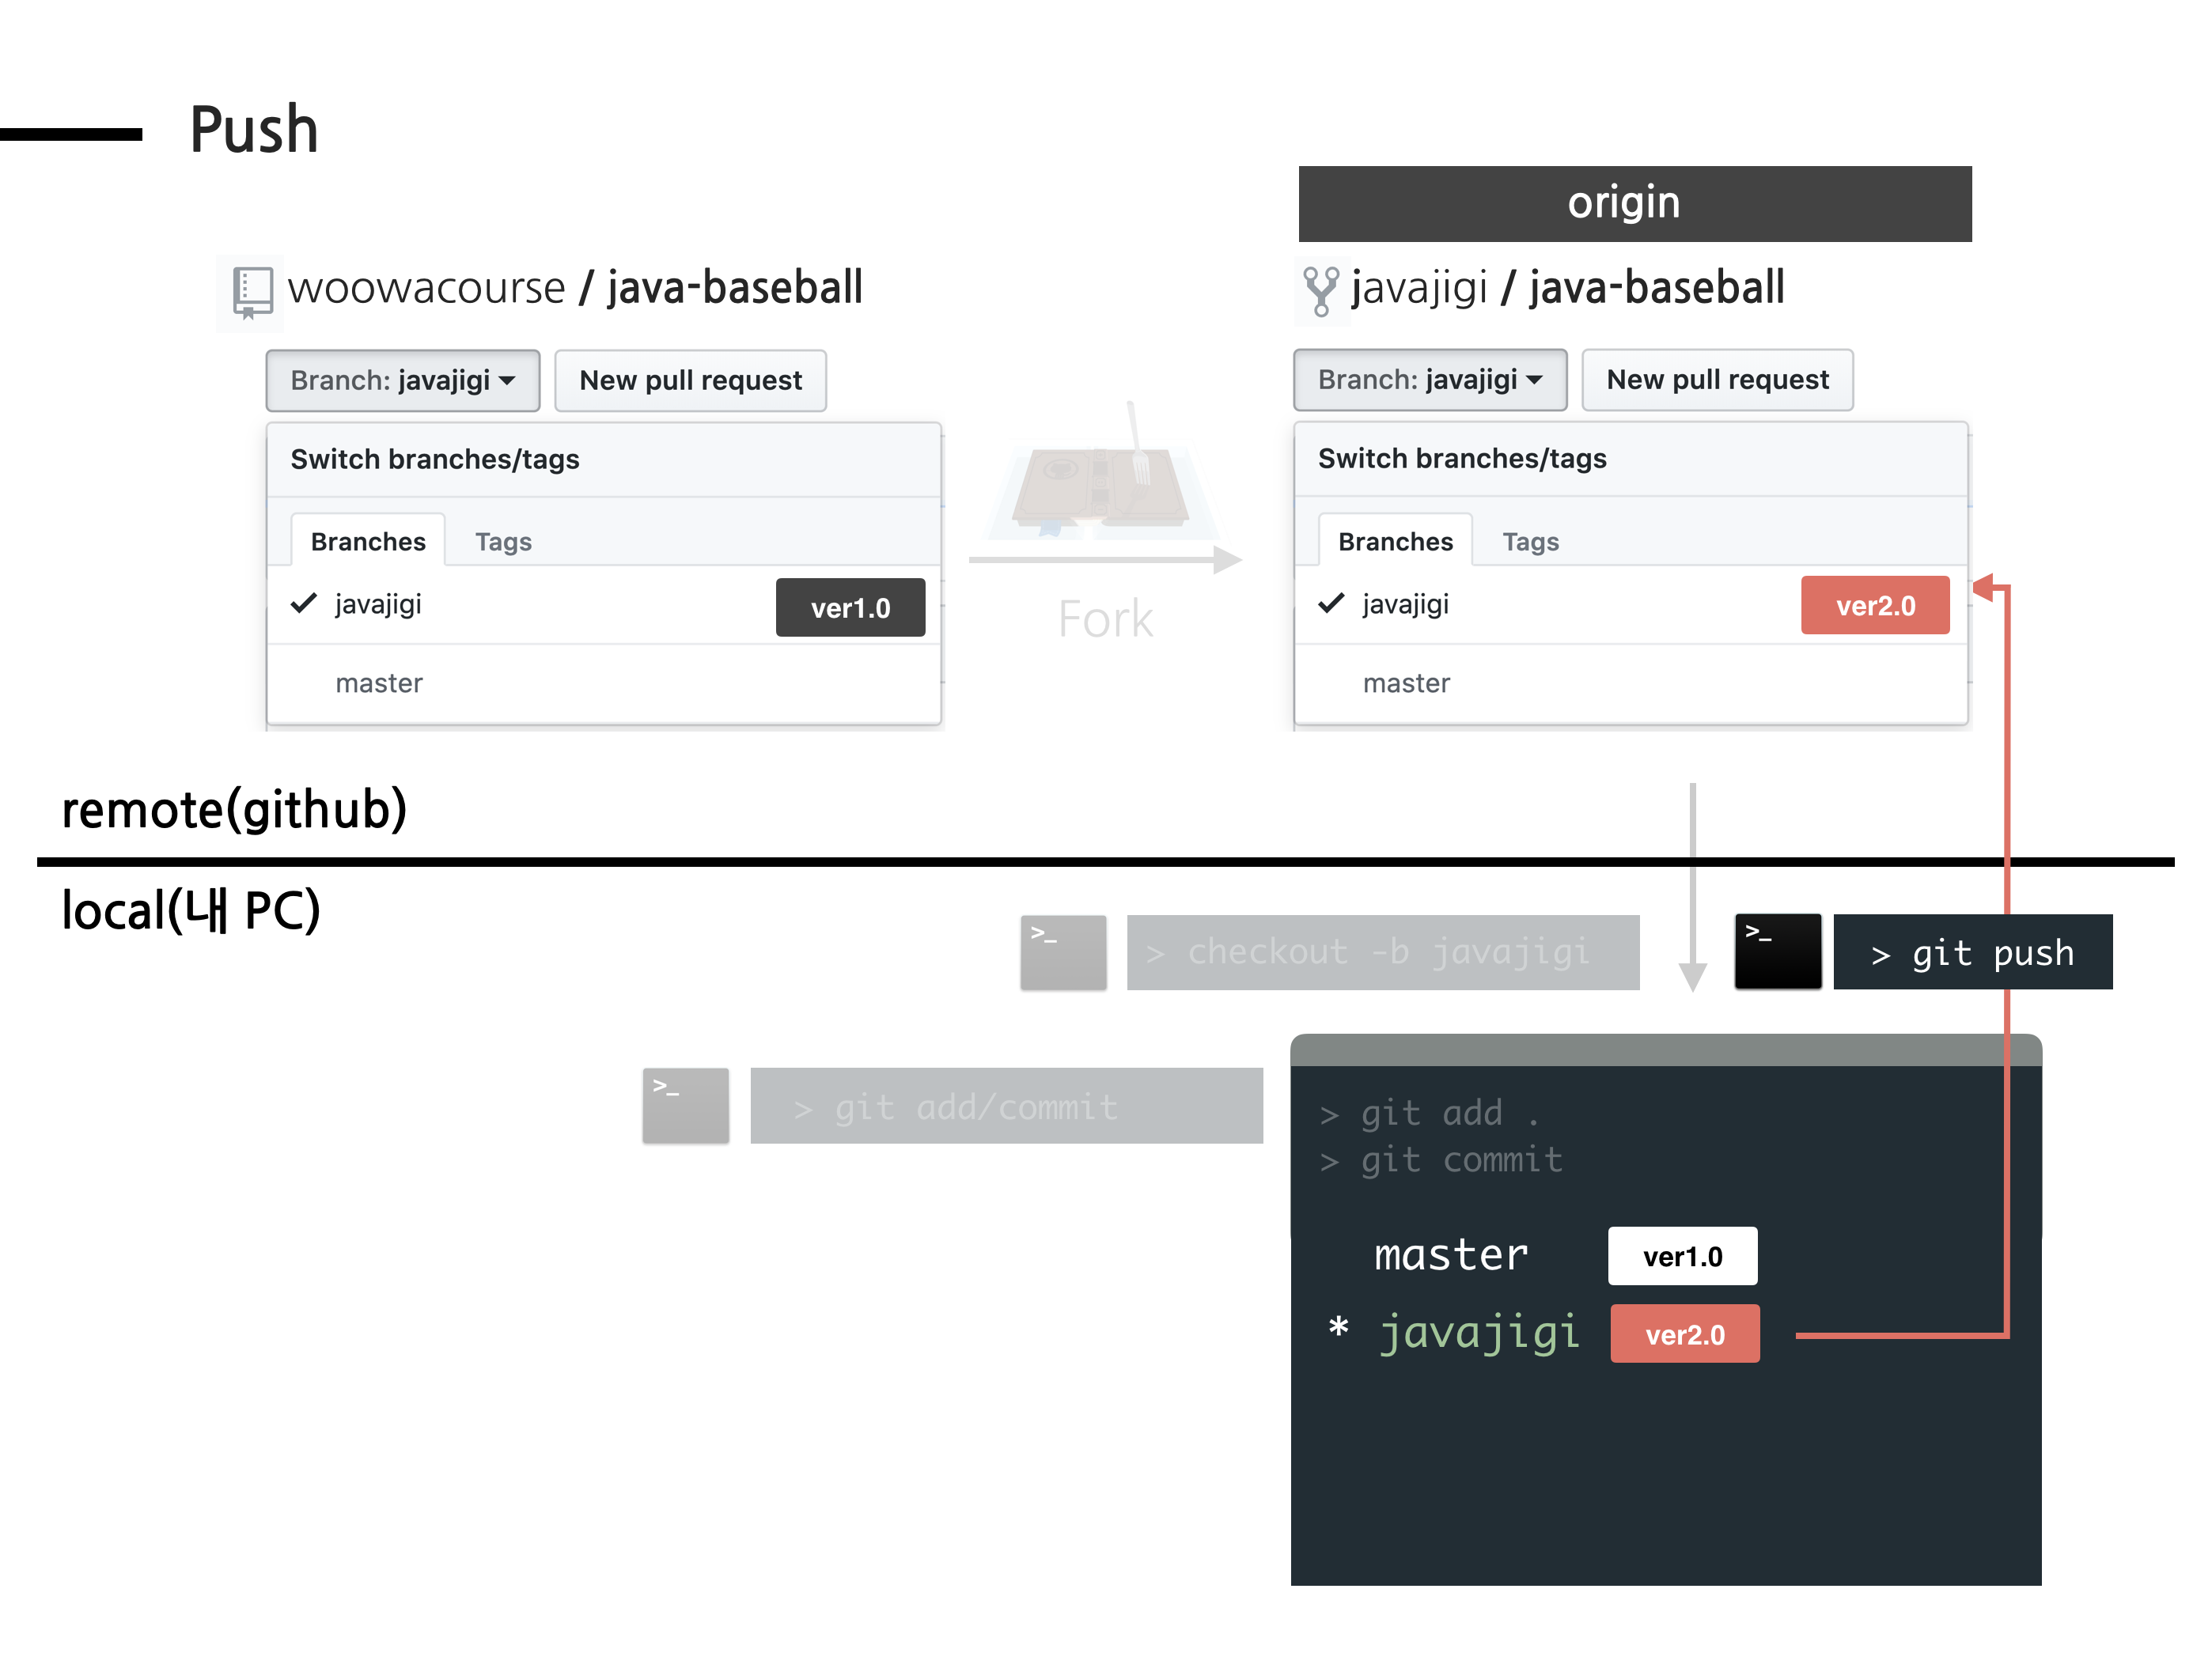 Push
origin
woowacourse / java-baseball
javajigi / java-baseball
Branch: javajigi
New pull request
Branch: javajigi
New pull request
Switch branches/tags
Switch branches/tags
Branches
Tags
Branches
Tags
javajigi
ver1.0
javajigi
ver2.0
Fork
master
master
remote(github)
local(내 PC)
>_
> checkout -b javajigi
>_
> git push
>_
> git add/commit
> git add .
> git commit
master
ver1.0
* javajigi
ver2.0